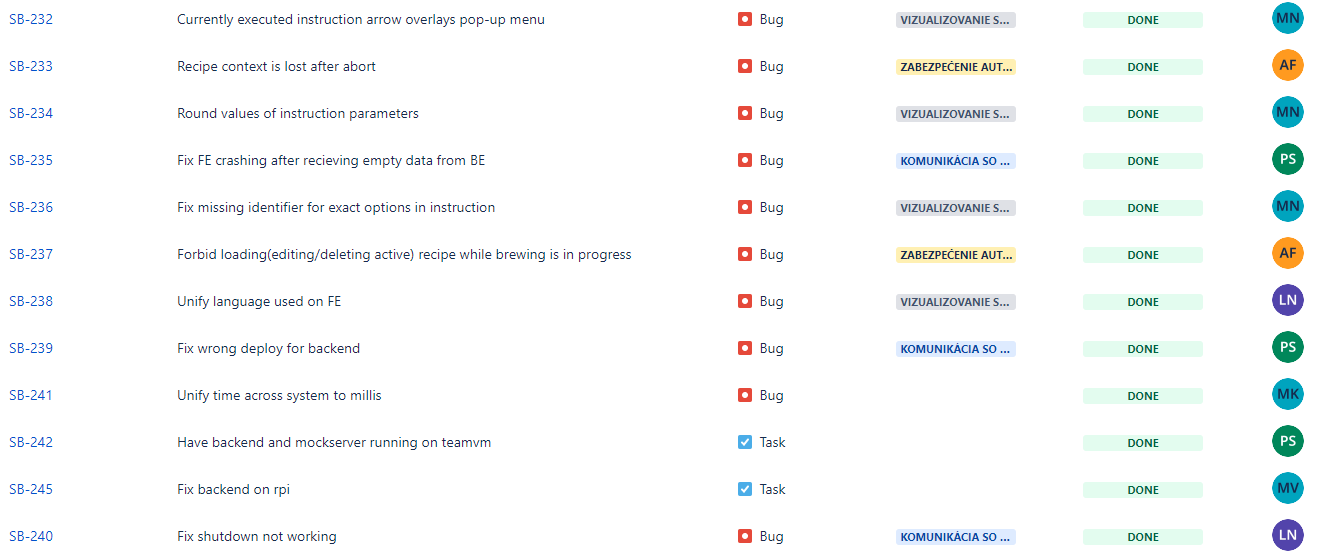 SB-232 Currently executed instruction arrow overlays pop-up menu Bug VIZUALIZOVANIE S... DONE MN
SB-233 Recipe context is lost after abort Bug ZABEZPEČENIE AUT... DONE AF
SB-234 Round values of instruction parameters Bug VIZUALIZOVANIE S... DONE MN
SB-235 Fix FE crashing after recieving empty data from BE Bug KOMUNIKÁCIA SO ... DONE PS
SB-236 Fix missing identifier for exact options in instruction Bug VIZUALIZOVANIE S... DONE MN
SB-237 Forbid loading(editing/deleting active) recipe while brewing is in progress Bug ZABEZPEČENIE AUT... DONE AF
SB-238 Unify language used on FE Bug VIZUALIZOVANIE S... DONE LN
SB-239 Fix wrong deploy for backend Bug KOMUNIKÁCIA SO ... DONE PS
SB-241 Unify time across system to millis Bug DONE MK
SB-242 Have backend and mockserver running on teamvm Task DONE PS
SB-245 Fix backend on rpi Task DONE MV
SB-240 Fix shutdown not working Bug KOMUNIKÁCIA SO ... DONE LN